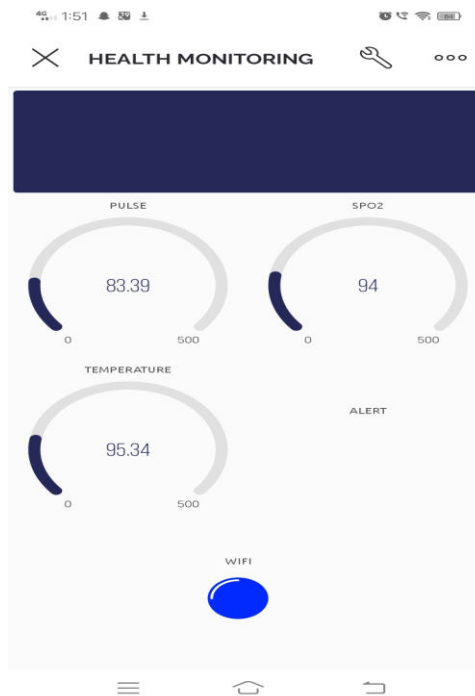 4G 1:51
HEALTH MONITORING
PULSE SPO2
83.39 94
0 500 0 500
TEMPERATURE
ALERT
95.34
0 500
WIFI